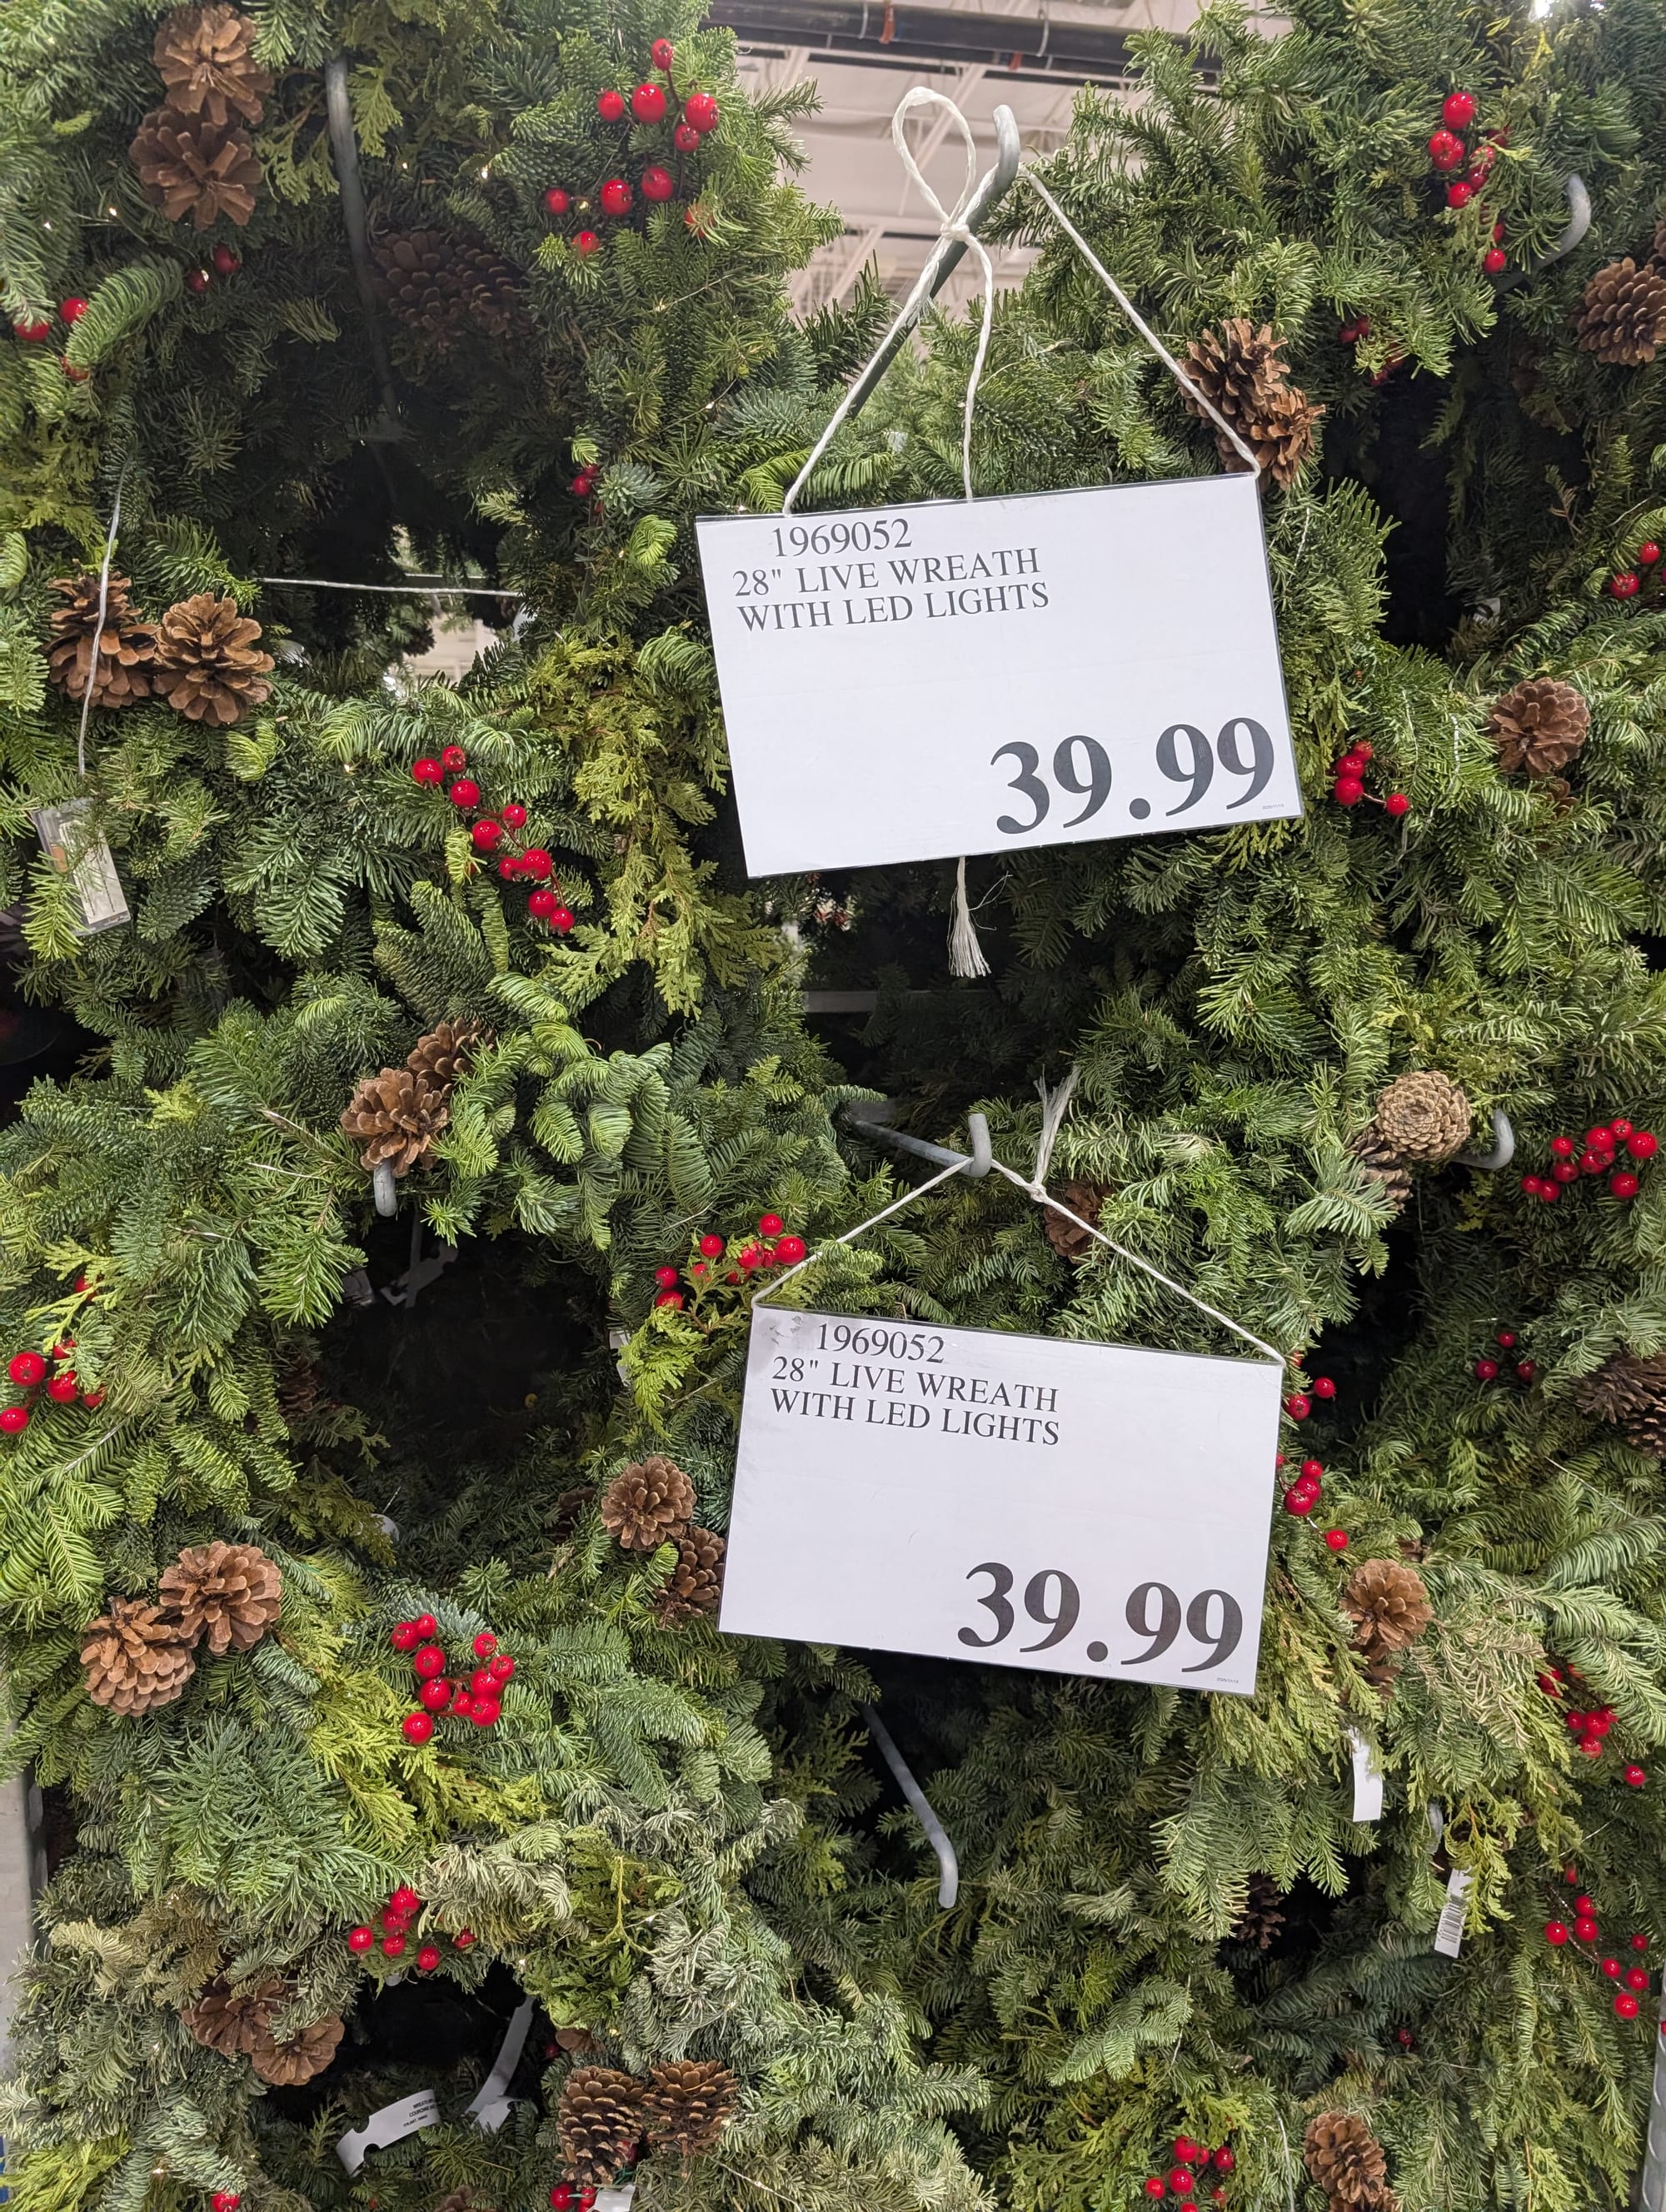 1969052
28" LIVE WREATH
WITH LED LIGHTS
39.99
1969052
28" LIVE WREATH
WITH LED LIGHTS
39.99